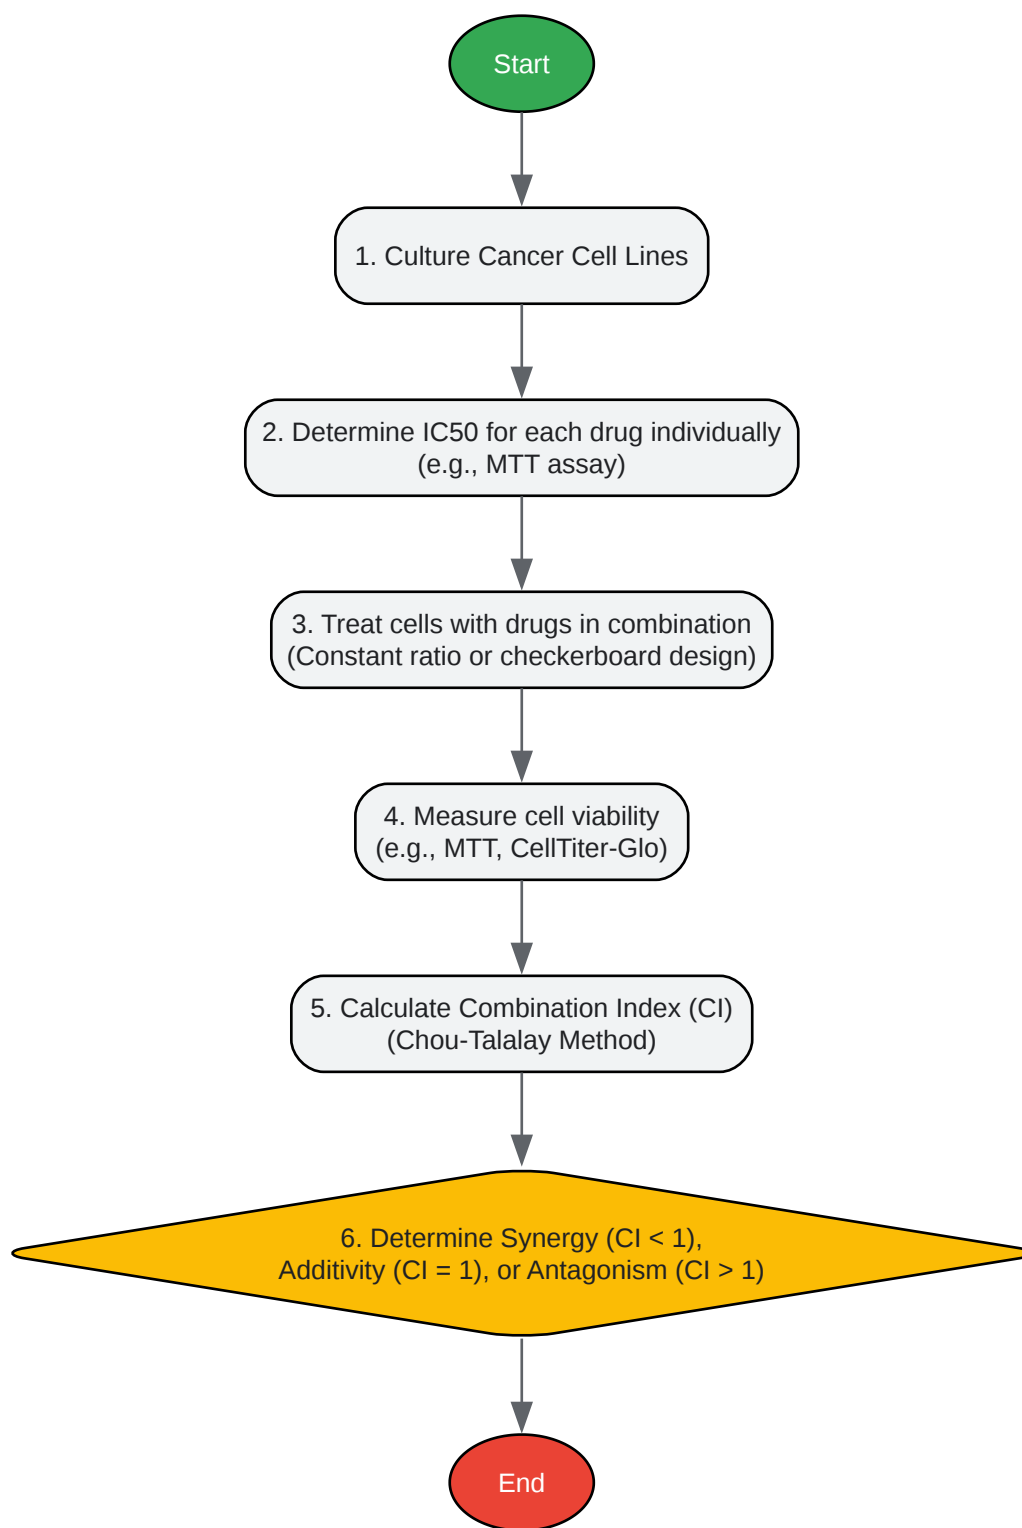 Start
1. Culture Cancer Cell Lines
2. Determine IC50 for each drug individually
(e.g., MTT assay)
3. Treat cells with drugs in combination
(Constant ratio or checkerboard design)
4. Measure cell viability
(e.g., MTT, CellTiter-Glo)
5. Calculate Combination Index (CI)
(Chou-Talalay Method)
6. Determine Synergy (CI < 1),
Additivity (CI = 1), or Antagonism (CI > 1)
End